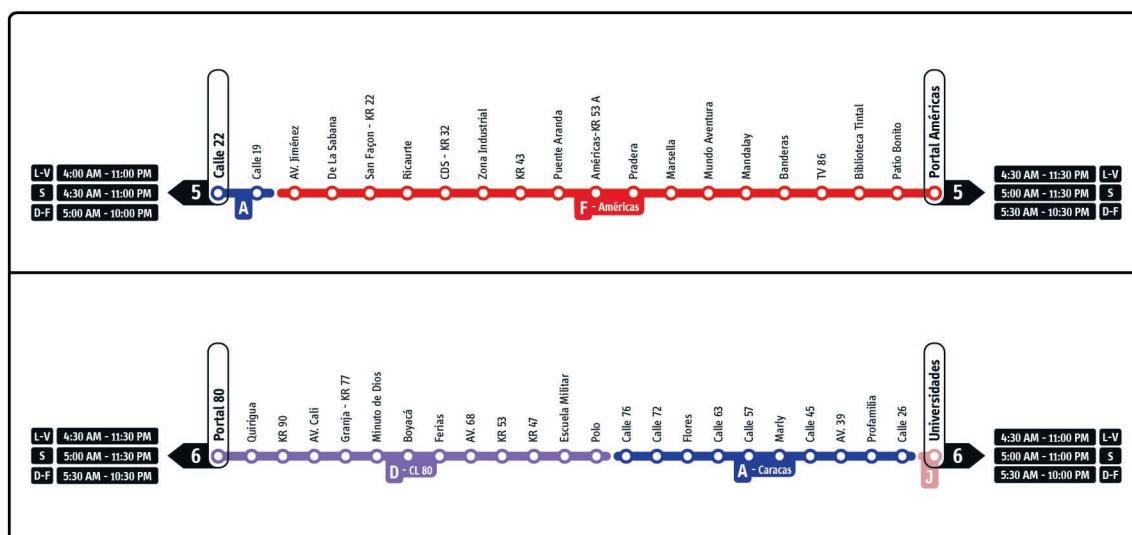 Calle 22
Calle 19
AV. Jiménez
De La Sabana
San Façon - KR 22
Ricaurte
CDS - KR 32
Zona Industrial
KR 43
Puente Aranda
Américas-KR 53 A
Pradera
Marsella
Mundo Aventura
Mandalay
Banderas
TV 86
Biblioteca Tintal
Patio Bonito
Portal Américas
L-V 4:00 AM - 11:00 PM
S 4:30 AM - 11:00 PM
D-F 5:00 AM - 10:00 PM
5
A
F - Américas
5
4:30 AM - 11:30 PM L-V
5:00 AM - 11:30 PM S
5:30 AM - 10:30 PM D-F
Portal 80
Quirigua
KR 90
AV. Cali
Granja - KR 77
Minuto de Dios
Boyacá
Ferias
AV. 68
KR 53
KR 47
Escuela Militar
Polo
Calle 76
Calle 72
Flores
Calle 63
Calle 57
Marly
Calle 45
AV. 39
Profamilia
Calle 26
Universidades
L-V 4:30 AM - 11:30 PM
S 5:00 AM - 11:30 PM
D-F 5:30 AM - 10:30 PM
6
D - CL 80
A - Caracas
J
6
4:30 AM - 11:00 PM L-V
5:00 AM - 11:00 PM S
5:30 AM - 10:00 PM D-F